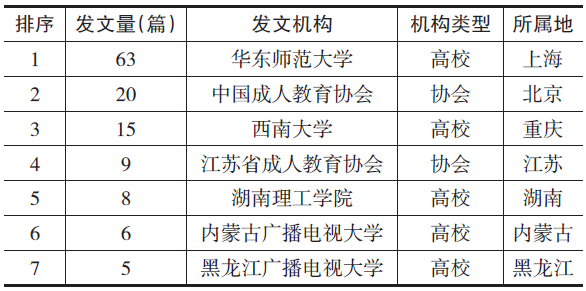 排序 发文量(篇) 发文机构 机构类型 所属地
1 63 华东师范大学 高校 上海
2 20 中国成人教育协会 协会 北京
3 15 西南大学 高校 重庆
4 9 江苏省成人教育协会 协会 江苏
5 8 湖南理工学院 高校 湖南
6 6 内蒙古广播电视大学 高校 内蒙古
7 5 黑龙江广播电视大学 高校 黑龙江